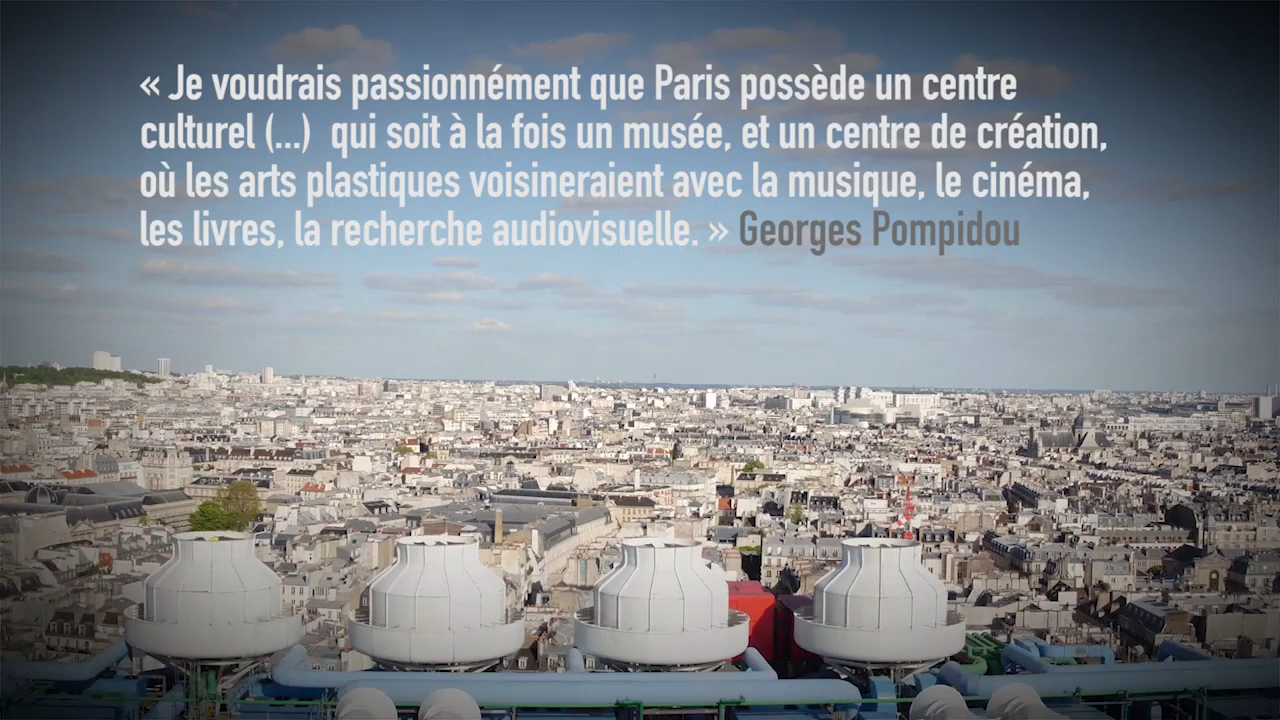 « Je voudrais passionnément que Paris possède un centre
culturel (...)  qui soit à la fois un musée, et un centre de création,
où les arts plastiques voisineraient avec la musique, le cinéma,
les livres, la recherche audiovisuelle. » Georges Pompidou